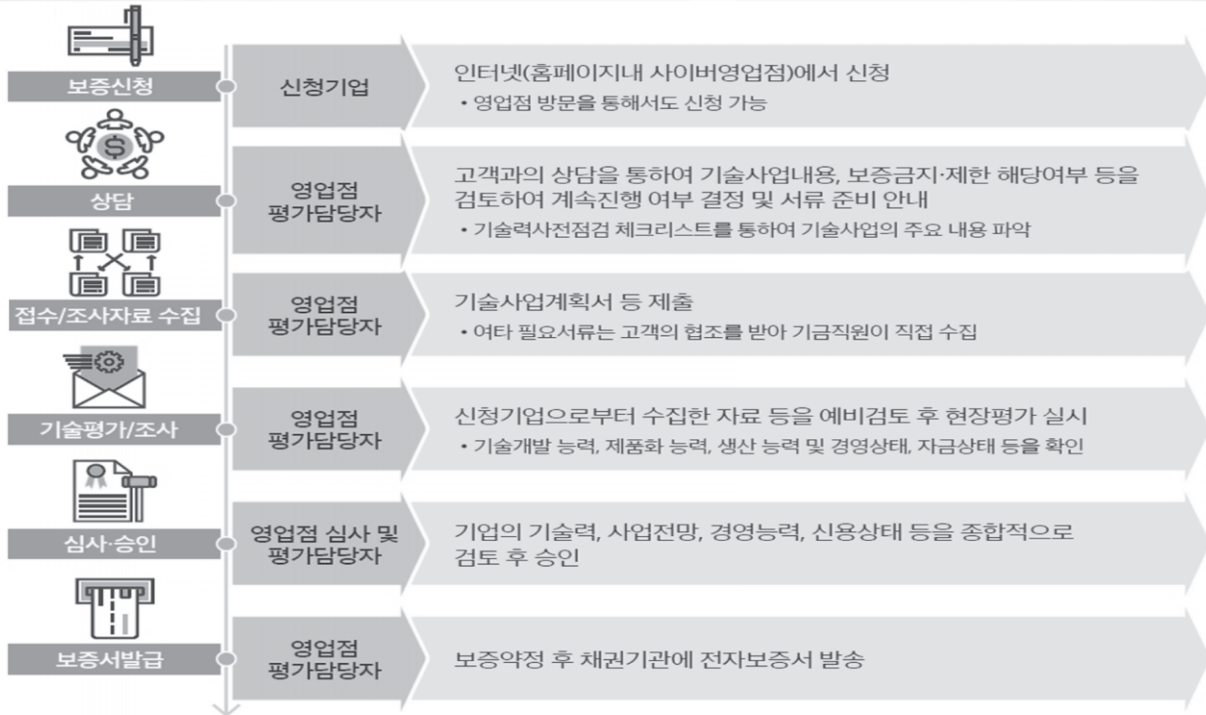 보증신청
신청기업
인터넷(홈페이지내 사이버영업점)에서 신청
• 영업점 방문을 통해서도 신청 가능
$
상담
영업점
평가담당자
고객과의 상담을 통하여 기술사업내용, 보증금지·제한 해당여부 등을
검토하여 계속진행 여부 결정 및 서류 준비 안내
• 기술력사전점검 체크리스트를 통하여 기술사업의 주요 내용 파악
접수/조사자료 수집
영업점
평가담당자
기술사업계획서 등 제출
• 여타 필요서류는 고객의 협조를 받아 기금직원이 직접 수집
기술평가/조사
영업점
평가담당자
신청기업으로부터 수집한 자료 등을 예비검토 후 현장평가 실시
• 기술개발 능력, 제품화 능력, 생산 능력 및 경영상태, 자금상태 등을 확인
심사·승인
영업점 심사 및
평가담당자
기업의 기술력, 사업전망, 경영능력, 신용상태 등을 종합적으로
검토 후 승인
보증서발급
영업점
평가담당자
보증약정 후 채권기관에 전자보증서 발송